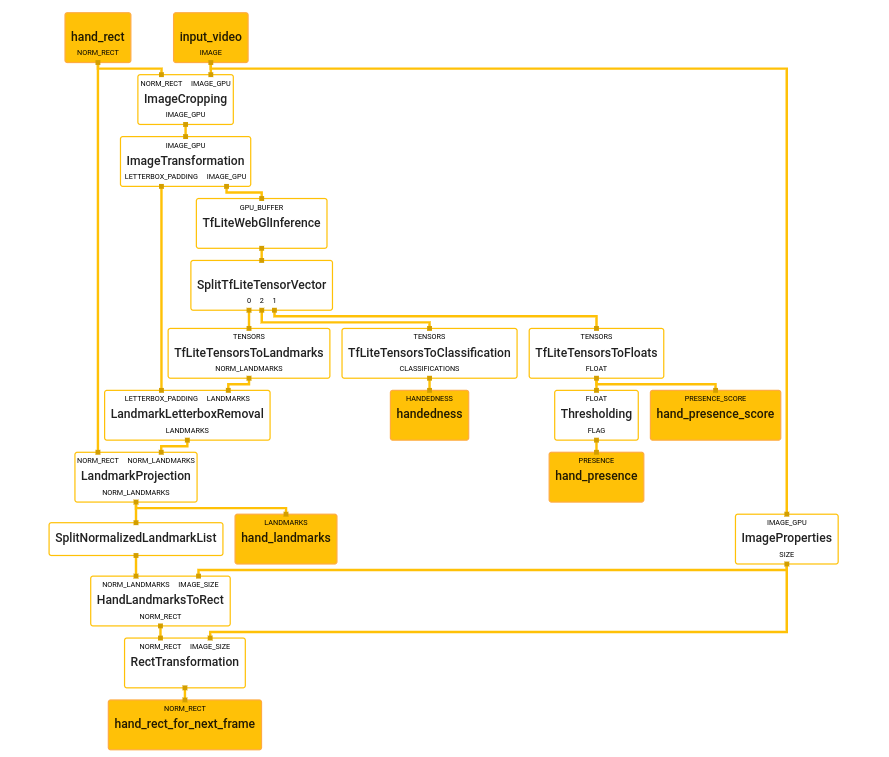 hand_rect
NORM_RECT
input_video
IMAGE
NORM_RECT IMAGE_GPU
ImageCropping
IMAGE_GPU
IMAGE_GPU
ImageTransformation
LETTERBOX_PADDING IMAGE_GPU
GPU_BUFFER
TfLiteWebGlInference
SplitTfLiteTensorVector
0 2 1
TENSORS
TfLiteTensorsToLandmarks
NORM_LANDMARKS
TENSORS
TfLiteTensorsToClassification
CLASSIFICATIONS
TENSORS
TfLiteTensorsToFloats
FLOAT
LETTERBOX_PADDING LANDMARKS
LandmarkLetterboxRemoval
LANDMARKS
HANDEDNESS
handedness
FLOAT
Thresholding
FLAG
PRESENCE_SCORE
hand_presence_score
NORM_RECT NORM_LANDMARKS
LandmarkProjection
NORM_LANDMARKS
PRESENCE
hand_presence
SplitNormalizedLandmarkList
LANDMARKS
hand_landmarks
IMAGE_GPU
ImageProperties
SIZE
NORM_LANDMARKS IMAGE_SIZE
HandLandmarksToRect
NORM_RECT
NORM_RECT IMAGE_SIZE
RectTransformation
NORM_RECT
hand_rect_for_next_frame